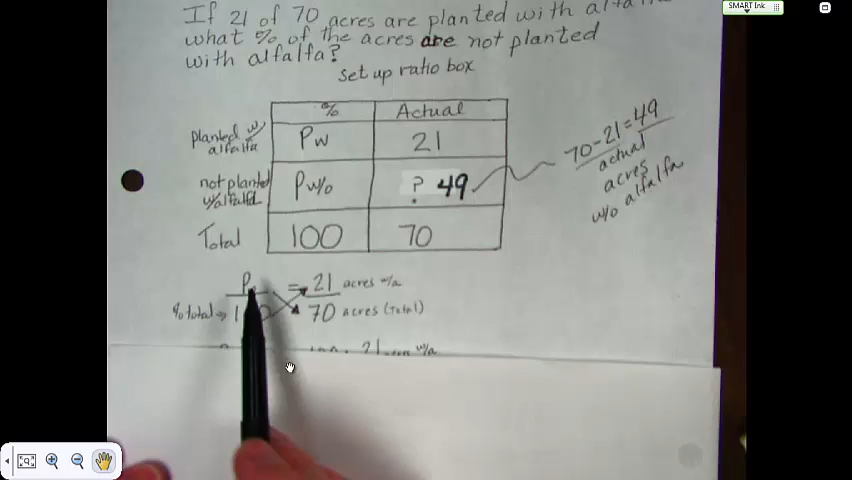 SMART Ink
If 21 of 70 acres are planted with
what % of the acres are not planted
with alfalfa?
set up ratio box
% Actual
planted w/ alfalfa Pw 21
not planted w/alfalfa Pw/o ? 49
Total 100 70
70-21=49
actual
acres
w/o alfalfa
P = 21 acres w/a
% total → 70 acres (Total)
21 w/a